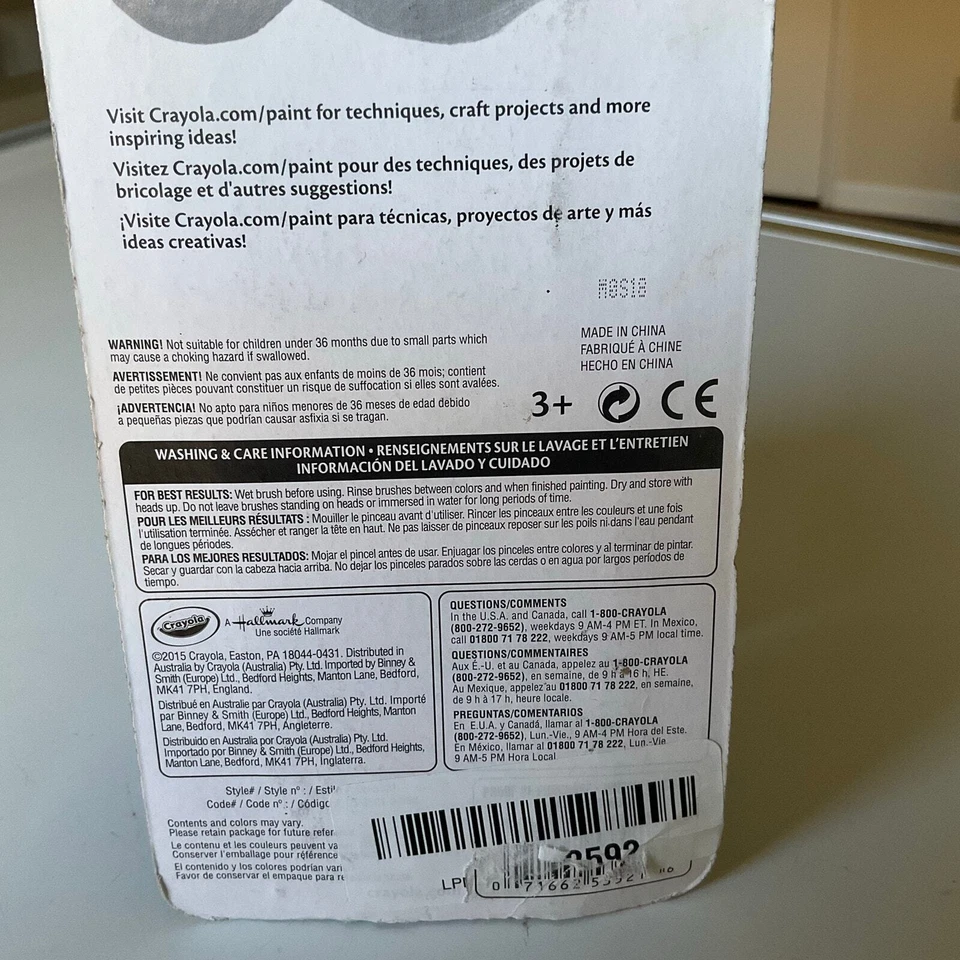 Visit Crayola.com/paint for techniques, craft projects and more
inspiring ideas!
Visitez Crayola.com/paint pour des techniques, des projets de
bricolage et d'autres suggestions!
¡Visite Crayola.com/paint para técnicas, proyectos de arte y más
ideas creativas!
WARNING! Not suitable for children under 36 months due to small parts which
may cause a choking hazard if swallowed.
AVERTISSEMENT! Ne convient pas aux enfants de moins de 36 mois; contient
de petites pièces pouvant constituer un risque de suffocation si elles sont avalées.
¡ADVERTENCIA! No apto para niños menores de 36 meses de edad debido
a pequeñas piezas que podrían causar asfixia si se tragan.
MADE IN CHINA
FABRIQUÉ À CHINE
HECHO EN CHINA
3+ CE
WASHING & CARE INFORMATION • RENSEIGNEMENTS SUR LE LAVAGE ET L'ENTRETIEN
INFORMACIÓN DEL LAVADO Y CUIDADO
FOR BEST RESULTS: Wet brush before using. Rinse brushes between colors and when finished painting. Dry and store with
heads up. Do not leave brushes standing on heads or immersed in water for long periods of time.
POUR LES MEILLEURS RÉSULTATS : Mouiller le pinceau avant d'utiliser. Rincer les pinceaux entre les couleurs et une fois
l'utilisation terminée. Assécher et ranger la tête en haut. Ne pas laisser de pinceaux reposer sur les poils ni dans l'eau pendant
de longues périodes.
PARA LOS MEJORES RESULTADOS: Mojar el pincel antes de usar. Enjuagar los pinceles entre colores y al terminar de pintar.
Secar y guardar con la cabeza hacia arriba. No dejar los pinceles parados sobre las cerdas o en agua por largos períodos de
tiempo.
Crayola
A Hallmark Company
Une société Hallmark
©2015 Crayola, Easton, PA 18044-0431. Distributed in
Australia by Crayola (Australia) Pty. Ltd. Imported by Binney &
Smith (Europe) Ltd., Bedford Heights, Manton Lane, Bedford,
MK41 7PH, England.
Distribué en Australie par Crayola (Australia) Pty. Ltd. Importé
par Binney & Smith (Europe) Ltd., Bedford Heights, Manton
Lane, Bedford, MK41 7PH, Angleterre.
Distribuido en Australia por Crayola (Australia) Pty. Ltd.
Importado por Binney & Smith (Europe) Ltd., Bedford Heights,
Manton Lane, Bedford, MK41 7PH, Inglaterra.
QUESTIONS/COMMENTS
In the U.S.A. and Canada, call 1-800-CRAYOLA
(800-272-9652), weekdays 9 AM-4 PM ET. In Mexico,
call 01800 71 78 222, weekdays 9 AM-5 PM local time.
QUESTIONS/COMMENTAIRES
Aux É.-U. et au Canada, appelez au 1-800-CRAYOLA
(800-272-9652), en semaine, de 9 h à 16 h, HE.
Au Mexique, appelez au 01800 71 78 222, en semaine,
de 9 h à 17 h, heure locale.
PREGUNTAS/COMENTARIOS
En E.U.A. y Canadá, llamar al 1-800-CRAYOLA
(800-272-9652), Lun.-Vie., 9 AM-4 PM Hora del Este.
En México, llamar al 01800 71 78 222, Lun.-Vie.
9 AM-5 PM Hora Local.
Style# / Style nº : / Esti
Code# / Code nº : / Códig
Contents and colors may vary.
Please retain package for future refer
Le contenu et les couleurs peuvent va
Conserver l'emballage pour référence
El contenido y los colores podrían vari
Favor de conservar el empaque para r